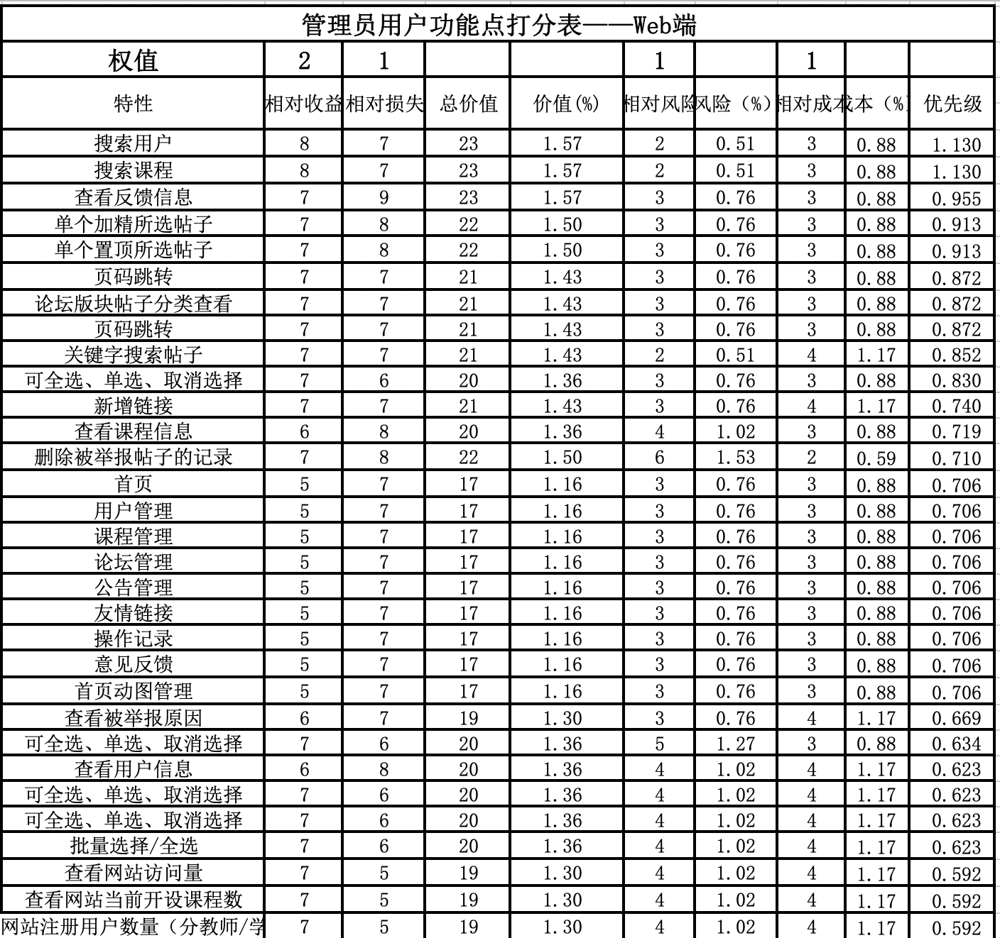 管理员用户功能点打分表——Web端
权值 2 1 1 1
特性 相对收益 相对损失 总价值 价值(%) 相对风险 风险（%） 相对成本 成本（%） 优先级
搜索用户 8 7 23 1.57 2 0.51 3 0.88 1.130
搜索课程 8 7 23 1.57 2 0.51 3 0.88 1.130
查看反馈信息 7 9 23 1.57 3 0.76 3 0.88 0.955
单个加精所选帖子 7 8 22 1.50 3 0.76 3 0.88 0.913
单个置顶所选帖子 7 8 22 1.50 3 0.76 3 0.88 0.913
页码跳转 7 7 21 1.43 3 0.76 3 0.88 0.872
论坛版块帖子分类查看 7 7 21 1.43 3 0.76 3 0.88 0.872
页码跳转 7 7 21 1.43 3 0.76 3 0.88 0.872
关键字搜索帖子 7 7 21 1.43 2 0.51 4 1.17 0.852
可全选、单选、取消选择 7 6 20 1.36 3 0.76 3 0.88 0.830
新增链接 7 7 21 1.43 3 0.76 4 1.17 0.740
查看课程信息 6 8 20 1.36 4 1.02 3 0.88 0.719
删除被举报帖子的记录 7 8 22 1.50 6 1.53 2 0.59 0.710
首页 5 7 17 1.16 3 0.76 3 0.88 0.706
用户管理 5 7 17 1.16 3 0.76 3 0.88 0.706
课程管理 5 7 17 1.16 3 0.76 3 0.88 0.706
论坛管理 5 7 17 1.16 3 0.76 3 0.88 0.706
公告管理 5 7 17 1.16 3 0.76 3 0.88 0.706
友情链接 5 7 17 1.16 3 0.76 3 0.88 0.706
操作记录 5 7 17 1.16 3 0.76 3 0.88 0.706
意见反馈 5 7 17 1.16 3 0.76 3 0.88 0.706
首页动图管理 5 7 17 1.16 3 0.76 3 0.88 0.706
查看被举报原因 6 7 19 1.30 3 0.76 4 1.17 0.669
可全选、单选、取消选择 7 6 20 1.36 5 1.27 3 0.88 0.634
查看用户信息 6 8 20 1.36 4 1.02 4 1.17 0.623
可全选、单选、取消选择 7 6 20 1.36 4 1.02 4 1.17 0.623
可全选、单选、取消选择 7 6 20 1.36 4 1.02 4 1.17 0.623
批量选择/全选 7 6 20 1.36 4 1.02 4 1.17 0.623
查看网站访问量 7 5 19 1.30 4 1.02 4 1.17 0.592
查看网站当前开设课程数 7 5 19 1.30 4 1.02 4 1.17 0.592
网站注册用户数量（分教师/学 7 5 19 1.30 4 1.02 4 1.17 0.592